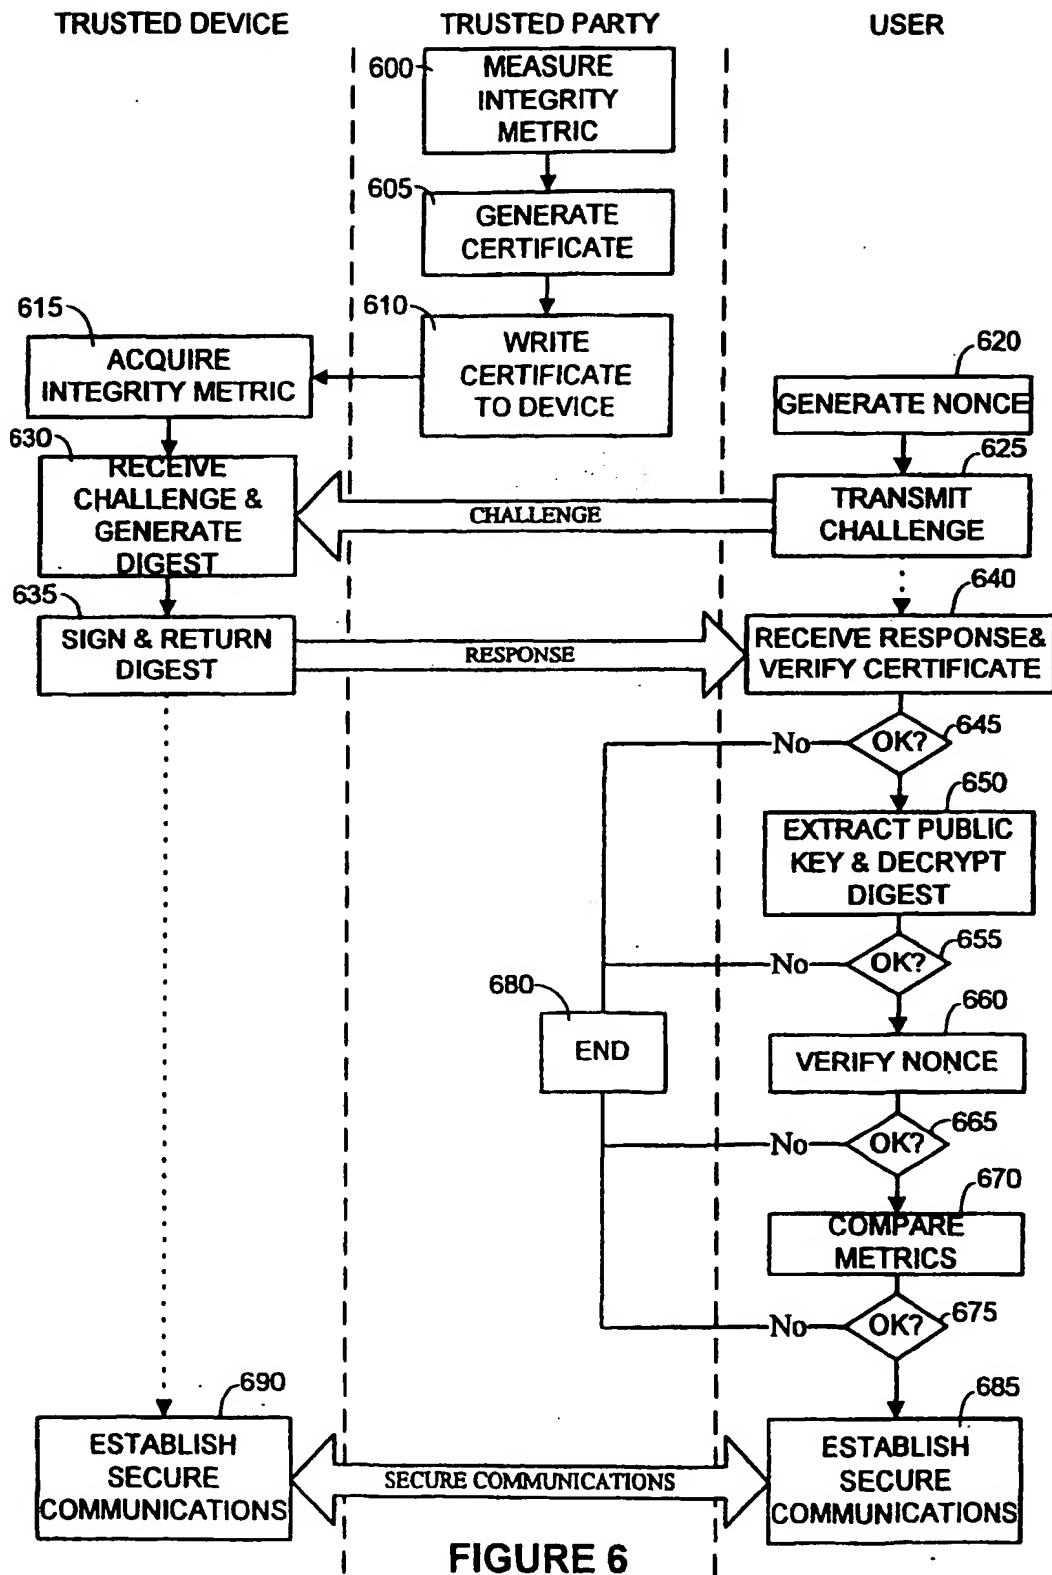 TRUSTED DEVICE
TRUSTED PARTY
USER
600
MEASURE
INTEGRITY
METRIC
605
GENERATE
CERTIFICATE
610
WRITE
CERTIFICATE
TO DEVICE
615
ACQUIRE
INTEGRITY METRIC
620
GENERATE NONCE
625
TRANSMIT
CHALLENGE
CHALLENGE
630
RECEIVE
CHALLENGE &
GENERATE
DIGEST
635
SIGN & RETURN
DIGEST
RESPONSE
640
RECEIVE RESPONSE&
VERIFY CERTIFICATE
No
OK?
645
650
EXTRACT PUBLIC
KEY & DECRYPT
DIGEST
No
OK?
655
680
END
660
VERIFY NONCE
No
OK?
665
670
COMPARE
METRICS
No
OK?
675
690
ESTABLISH
SECURE
COMMUNICATIONS
SECURE COMMUNICATIONS
685
ESTABLISH
SECURE
COMMUNICATIONS
FIGURE 6